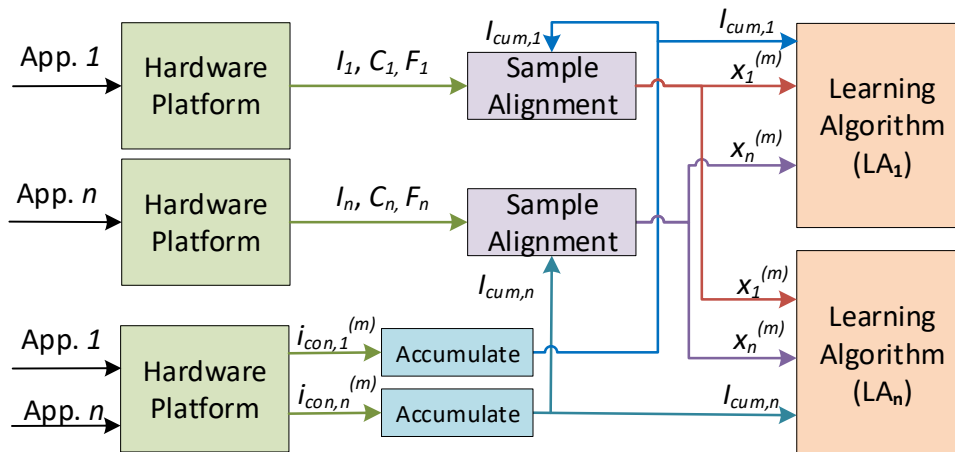 App. 1
Hardware
Platform
I1, C1, F1
Icum,1
Sample
Alignment
Icum,1
x1(m)
xn(m)
Learning
Algorithm
(LA1)
App. n
Hardware
Platform
In, Cn, Fn
Sample
Alignment
Icum,n
App. 1
App. n
Hardware
Platform
icon,1(m)
icon,n(m)
Accumulate
Accumulate
x1(m)
xn(m)
Icum,n
Learning
Algorithm
(LAn)